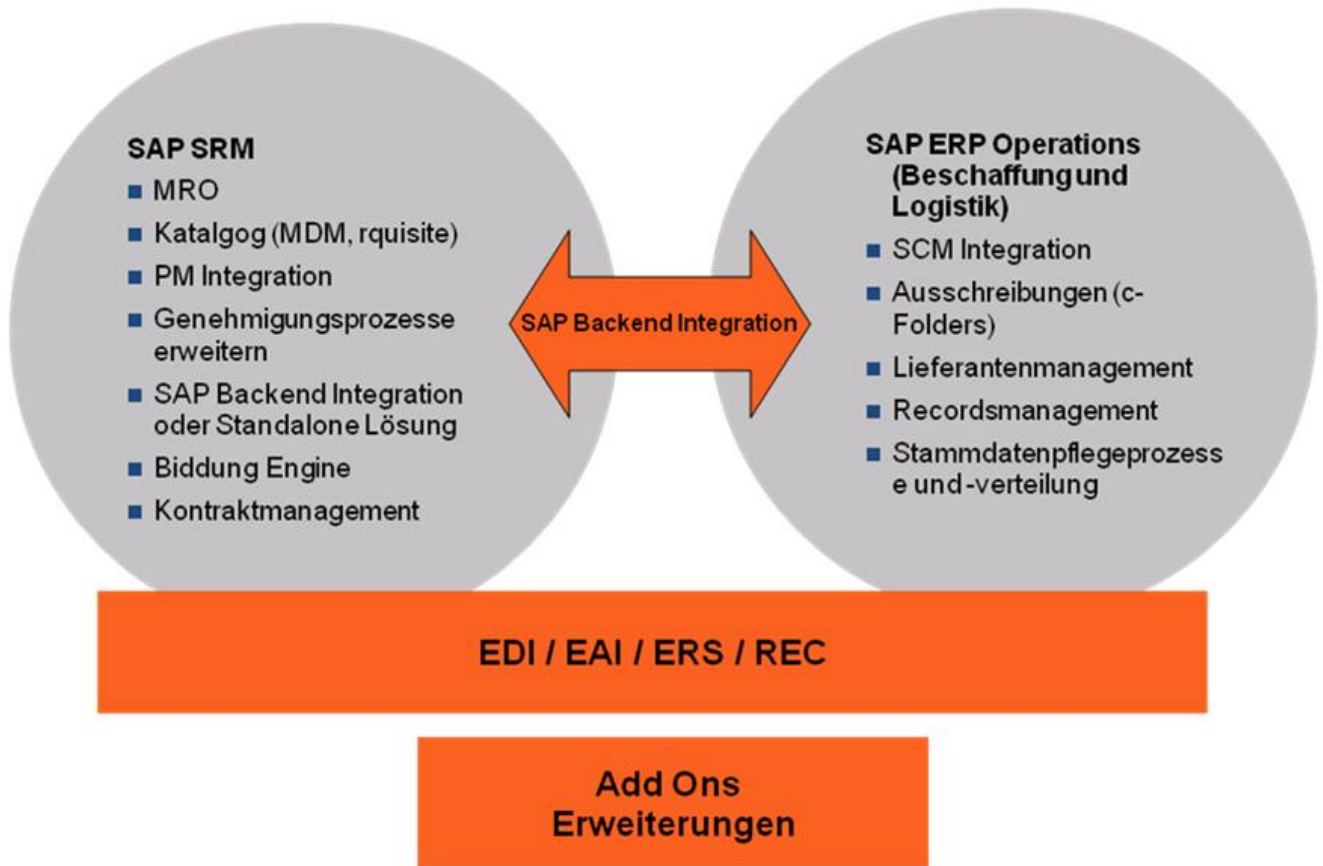 SAP SRM
MRO
Katalgog (MDM, rquisite)
PM Integration
Genehmigungsprozesse
erweitern
SAP Backend Integration
oder Standalone Lösung
Biddung Engine
Kontraktmanagement
SAP Backend Integration
SAP ERP Operations
(Beschaffung und
Logistik)
SCM Integration
Ausschreibungen (c-
Folders)
Lieferantenmanagement
Recordsmanagement
Stammdatenpflegeprozess
e und -verteilung
EDI / EAI / ERS / REC
Add Ons
Erweiterungen